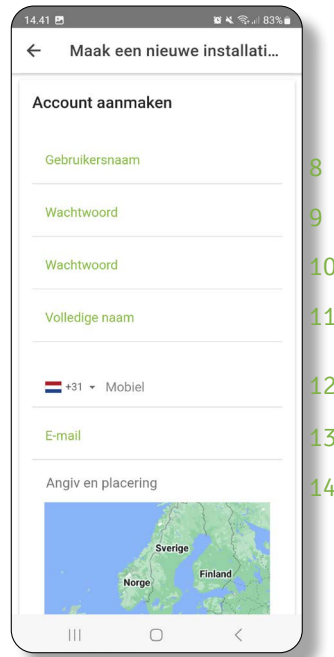 14.41 83%
Maak een nieuwe installati...
Account aanmaken
Gebruikersnaam 8
Wachtwoord 9
Wachtwoord 10
Volledige naam 11
+31 Mobiel 12
E-mail 13
Angiv en placering 14
Sverige
Norge Finland